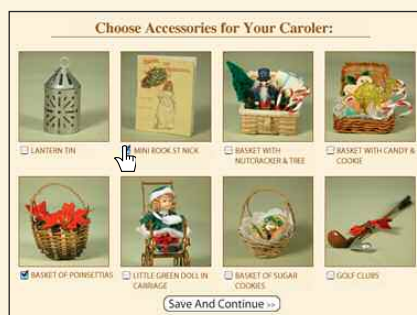 Choose Accessories for Your Caroler:
LANTERN TIN
MINI BOOK ST NICK
BASKET WITH
NUTCRACKER & TREE
BASKET WITH CANDY &
COOKIE
BASKET OF POINSETTIAS
LITTLE GREEN DOLL IN
CARRIAGE
BASKET OF SUGAR
COOKIES
GOLF CLUBS
Save And Continue >>